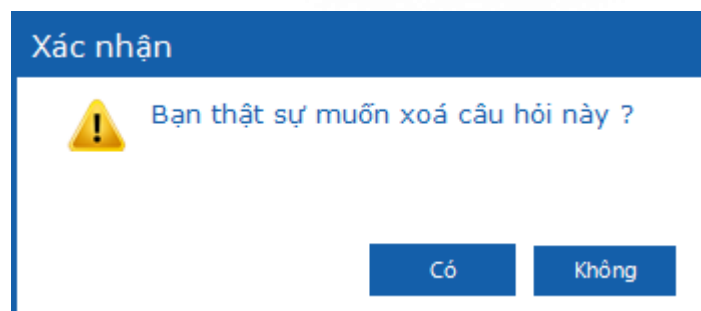 Xác nhận
Bạn thật sự muốn xoá câu hỏi này ?
Có
Không